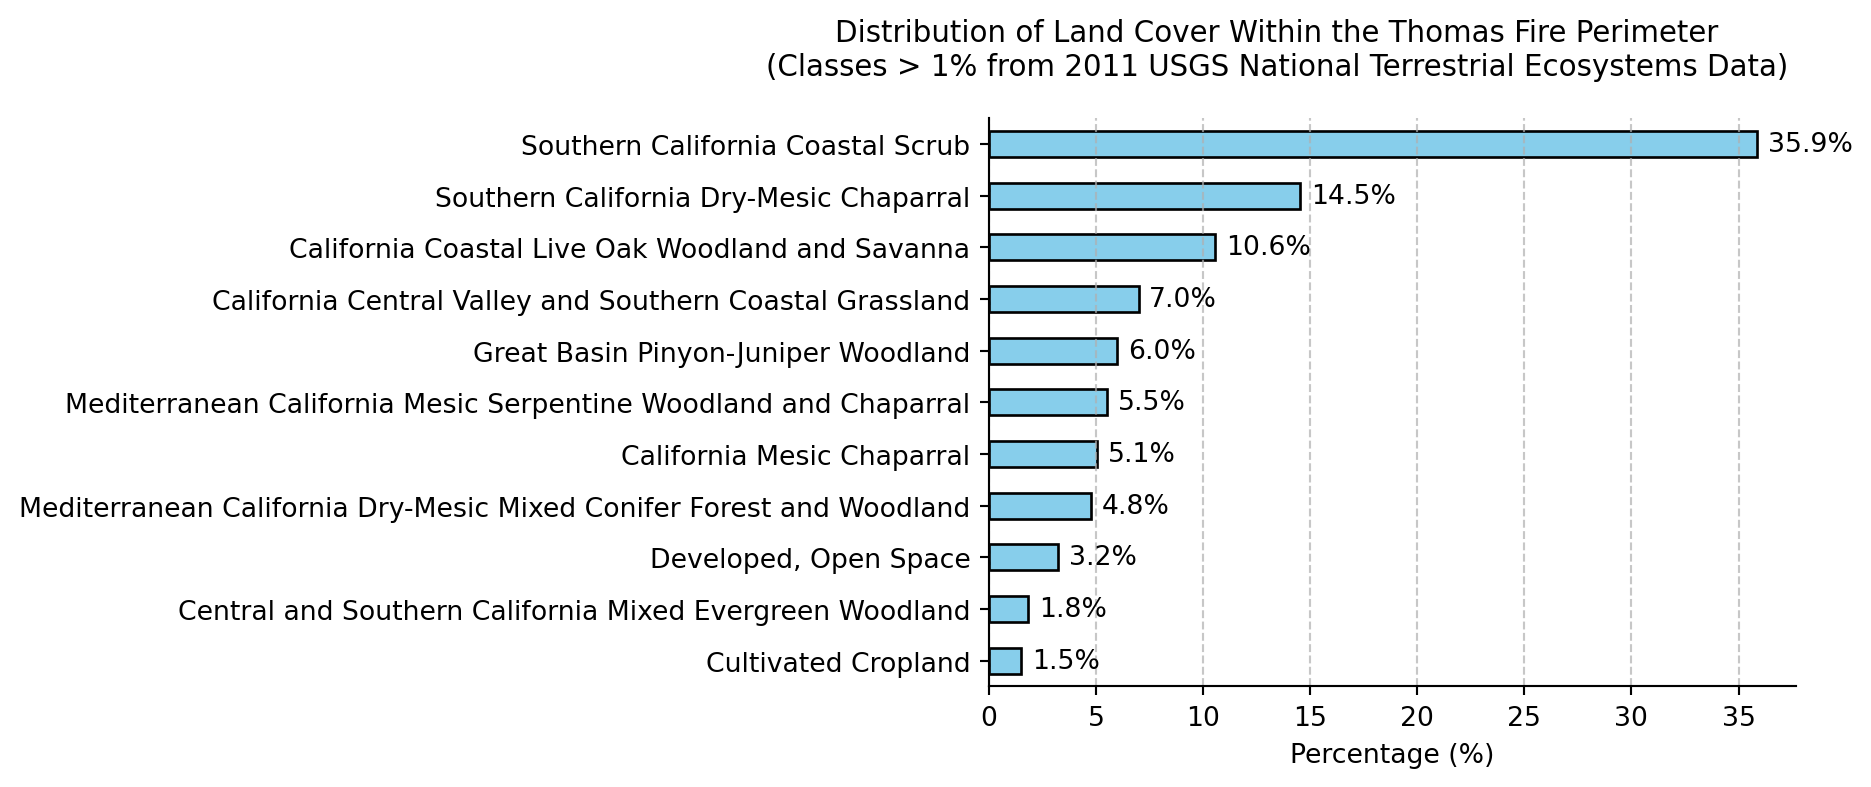 Distribution of Land Cover Within the Thomas Fire Perimeter
(Classes > 1% from 2011 USGS National Terrestrial Ecosystems Data)
Southern California Coastal Scrub 35.9%
Southern California Dry-Mesic Chaparral 14.5%
California Coastal Live Oak Woodland and Savanna 10.6%
California Central Valley and Southern Coastal Grassland 7.0%
Great Basin Pinyon-Juniper Woodland 6.0%
Mediterranean California Mesic Serpentine Woodland and Chaparral 5.5%
California Mesic Chaparral 5.1%
Mediterranean California Dry-Mesic Mixed Conifer Forest and Woodland 4.8%
Developed, Open Space 3.2%
Central and Southern California Mixed Evergreen Woodland 1.8%
Cultivated Cropland 1.5%
0 5 10 15 20 25 30 35
Percentage (%)